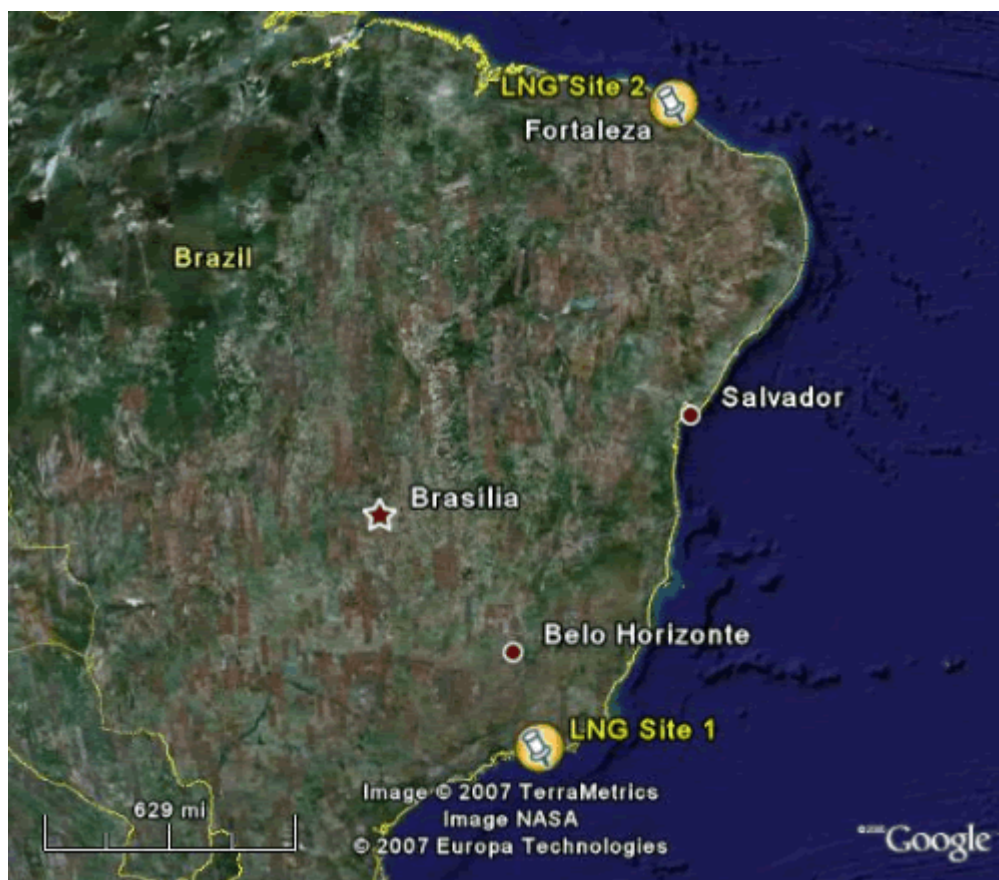 LNG Site 2
Fortaleza
Brazil
Salvador
Brasília
Belo Horizonte
LNG Site 1
629 mi
Image © 2007 TerraMetrics
Image NASA
© 2007 Europa Technologies
Google